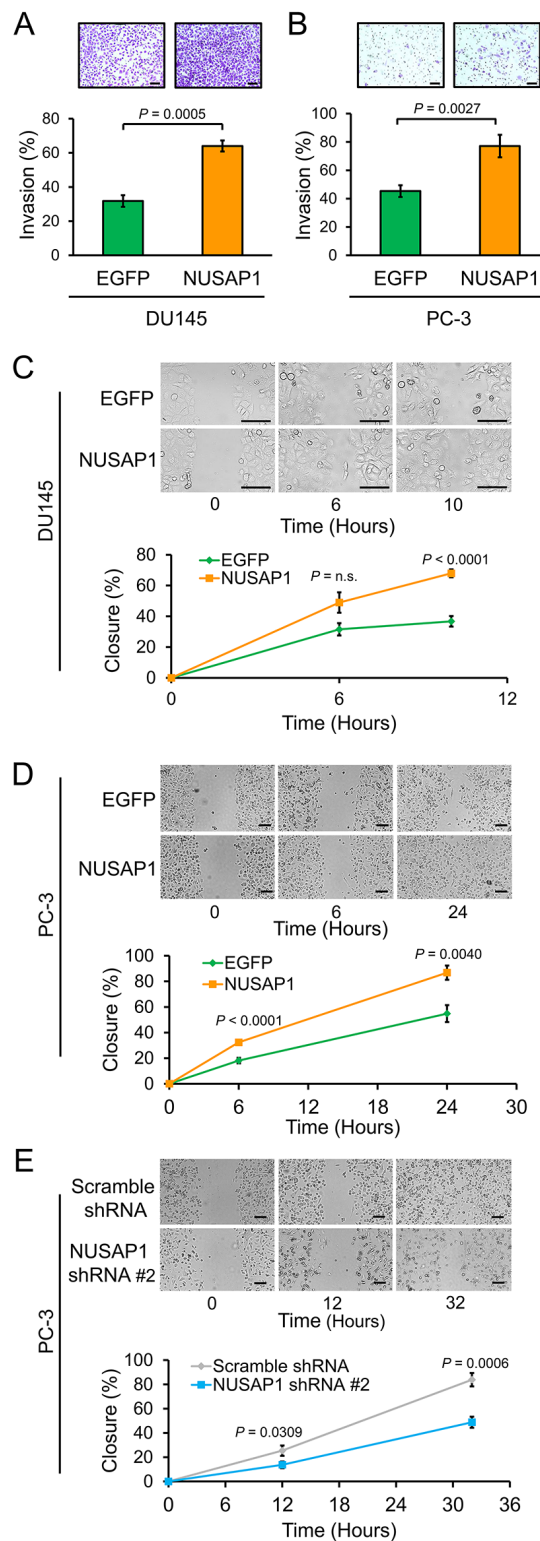 A
B
P = 0.0005
P = 0.0027
Invasion (%)
80
60
40
20
0
EGFP NUSAP1
DU145
Invasion (%)
100
80
60
40
20
0
EGFP NUSAP1
PC-3
C
DU145
EGFP
NUSAP1
0 6 10
Time (Hours)
Closure (%)
80
60
40
20
0
EGFP
NUSAP1
P = n.s.
P < 0.0001
0 6 12
Time (Hours)
D
PC-3
EGFP
NUSAP1
0 6 24
Time (Hours)
Closure (%)
100
80
60
40
20
0
EGFP
NUSAP1
P < 0.0001
P = 0.0040
0 6 12 18 24 30
Time (Hours)
E
PC-3
Scramble
shRNA
NUSAP1
shRNA #2
0 12 32
Time (Hours)
Closure (%)
100
80
60
40
20
0
Scramble shRNA
NUSAP1 shRNA #2
P = 0.0309
P = 0.0006
0 6 12 18 24 30 36
Time (Hours)